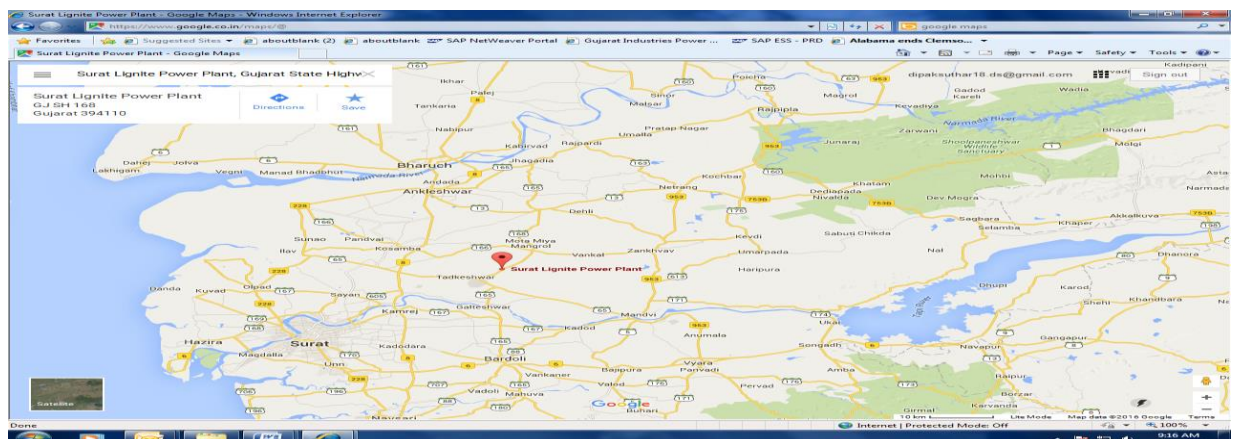 Surat Lignite Power Plant - Google Maps - Windows Internet Explorer
https://www.google.co.in/maps/@
google maps
Favorites Suggested Sites aboutblank (2) aboutblank SAP NetWeaver Portal Gujarat Industries Power ... SAP ESS - PRD Alabama ends Clemso...
Surat Lignite Power Plant - Google Maps
Page Safety Tools
Surat Lignite Power Plant, Gujarat State Highw
dipaksuthar18.ds@gmail.com
Sign out
Surat Lignite Power Plant
GJ SH 168
Gujarat 394110
Directions
Save
Kadipani
Ikhar
Palej
Poicha
Sinor
Malsar
Magrol
Gadod
Kareli
Wadia
Tankaria
Rajpipla
Kevadiya
Narmada River
Nabipur
Pratap Nagar
Umalla
Zarwani
Bhagdari
Kabirvad
Rajpardi
Junaraj
Shoolpaneshwar
Wildlife
Sanctuary
Molgi
Dahej
Jolva
Bharuch
Jhagadia
Lakhigam
Vegni
Manad
Bhadbhut
Narmada River
Andada
Ankleshwar
Netrang
Kochbar
Khatam
Mohbi
Dediapada
Nivalda
Dev Mogra
Dehli
Sagbara
Selamba
Khaper
Akkalkuva
Sunao
Pandvai
Mota Miya
Mangrol
Kevdi
Sabuti Chikda
Ilav
Kosamba
Vankal
Zankhvav
Umarpada
Nal
Dhanora
Surat Lignite Power Plant
Haripura
Tadkeshwar
Danda
Kuvad
Olpad
Sayan
Dhupi
Karod
Galteshwar
Shehi
Khandbara
Kamrej
Mandvi
Ukai
Tapi River
Kadod
Anumala
Hazira
Surat
Kadodara
Songadh
Navapur
Gangapur
Magdalla
Bardoli
Unn
Vyara
Panvadi
Bajipura
Amba
Vankaner
Raipur
Valod
Pervad
Vadoli
Mahuva
Borzar
Satellite
Google
Buhari
Girmal
Karvanda
10 km
Lite Mode
Map data ©2016 Google
Terms
Done
Internet | Protected Mode: Off
100%
9:16 AM